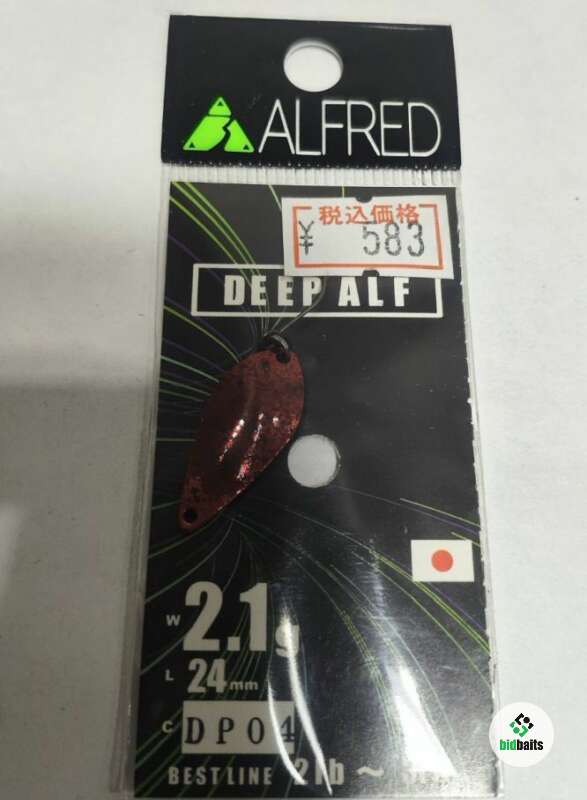 ALFRED
税込価格
¥ 583
DEEP ALF
W 2.1g
L 24mm
C DP04
BEST LINE 2lb ~
bidbaits